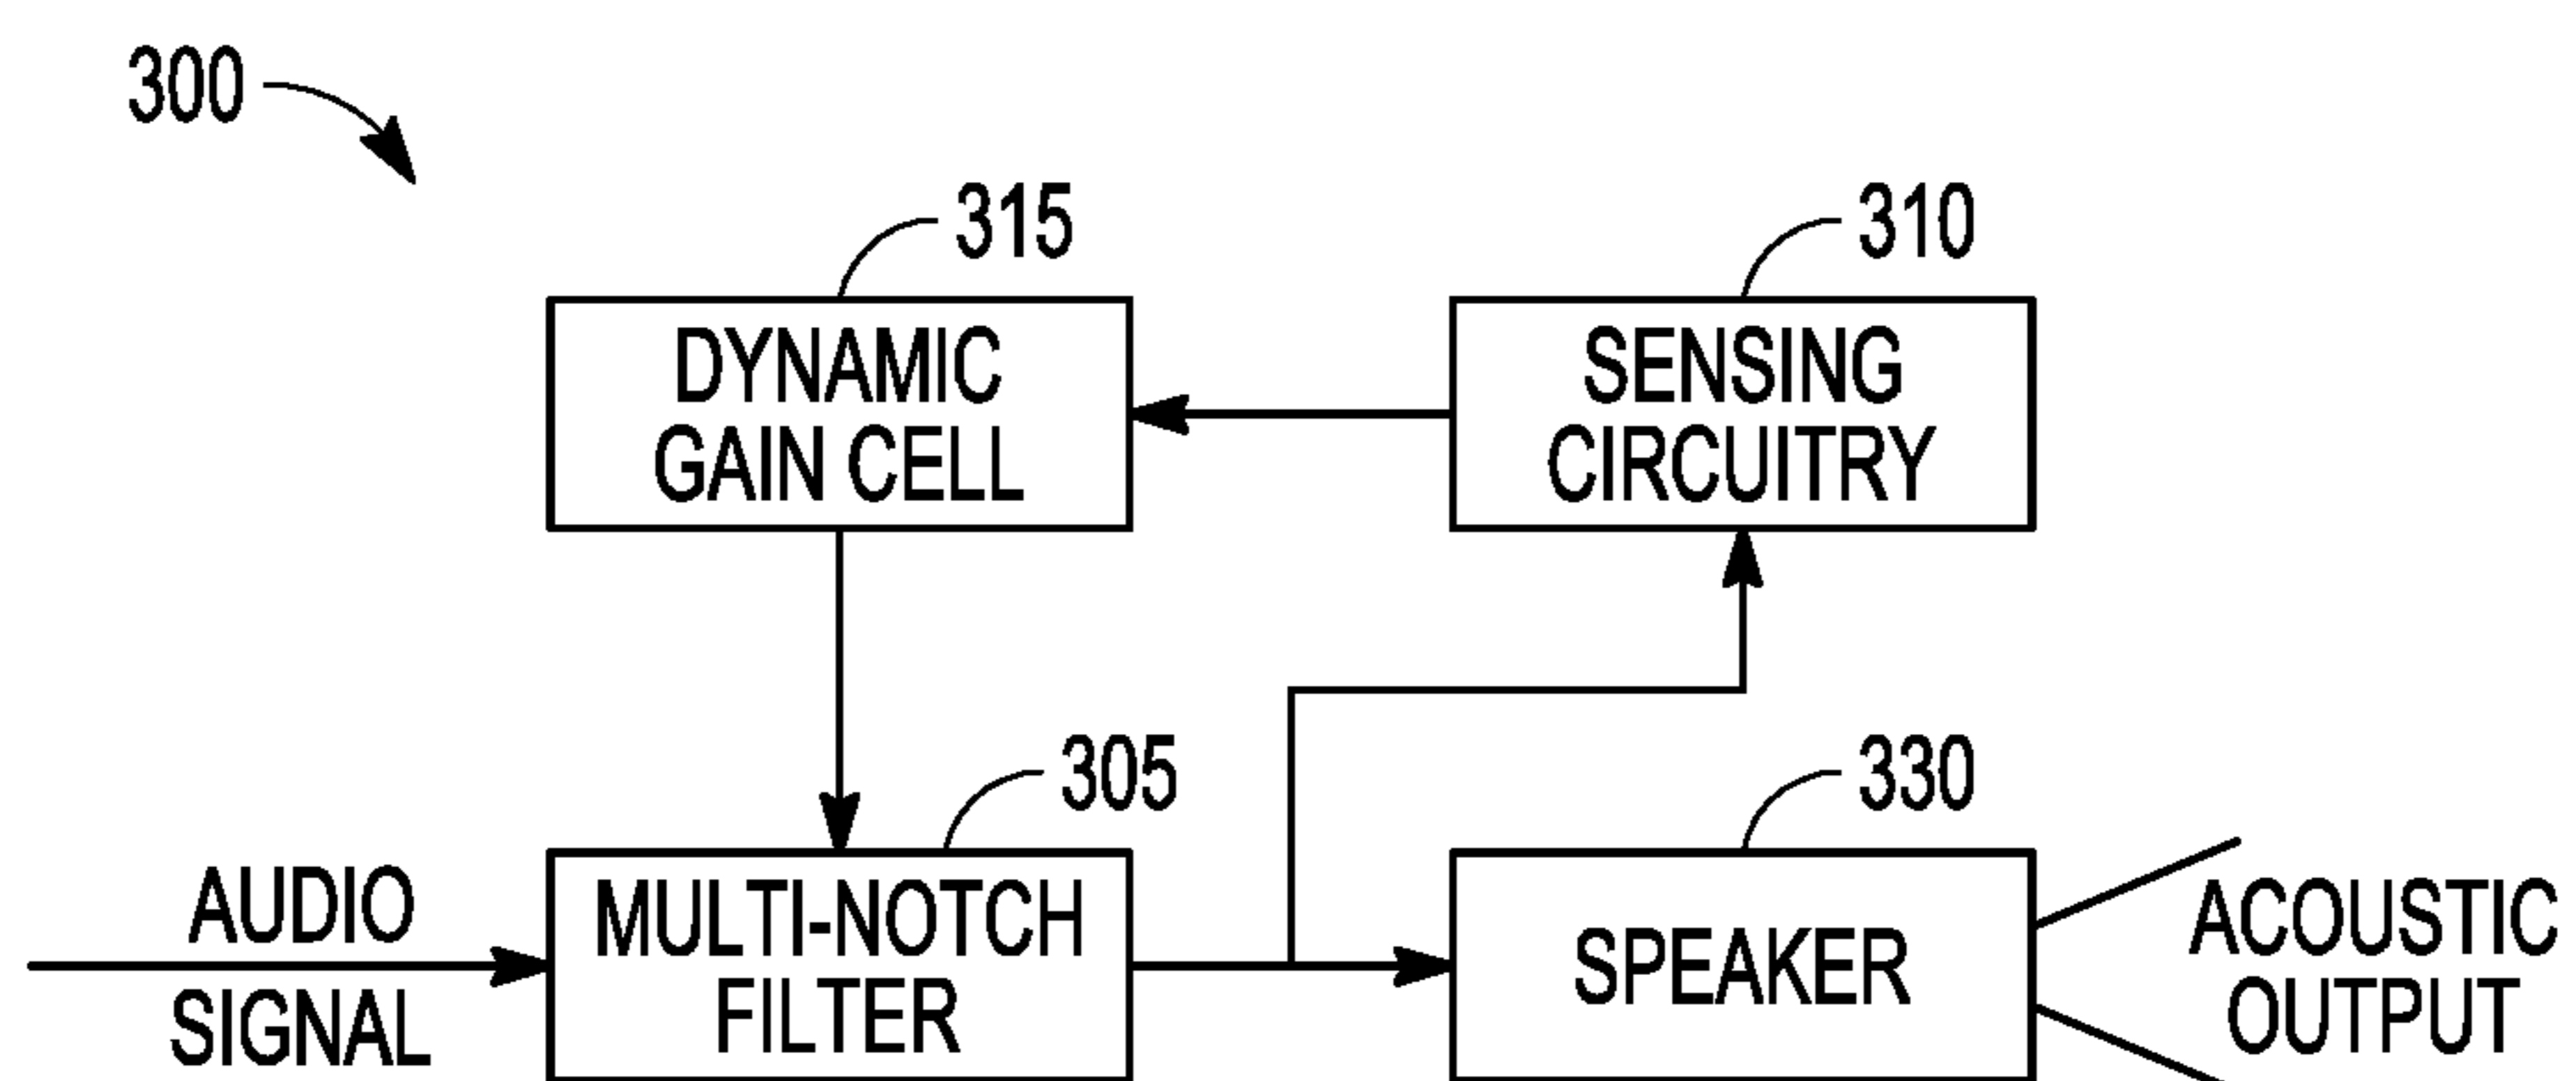 300
315
310
DYNAMIC
GAIN CELL
SENSING
CIRCUITRY
305
330
AUDIO
SIGNAL
MULTI-NOTCH
FILTER
SPEAKER
ACOUSTIC
OUTPUT